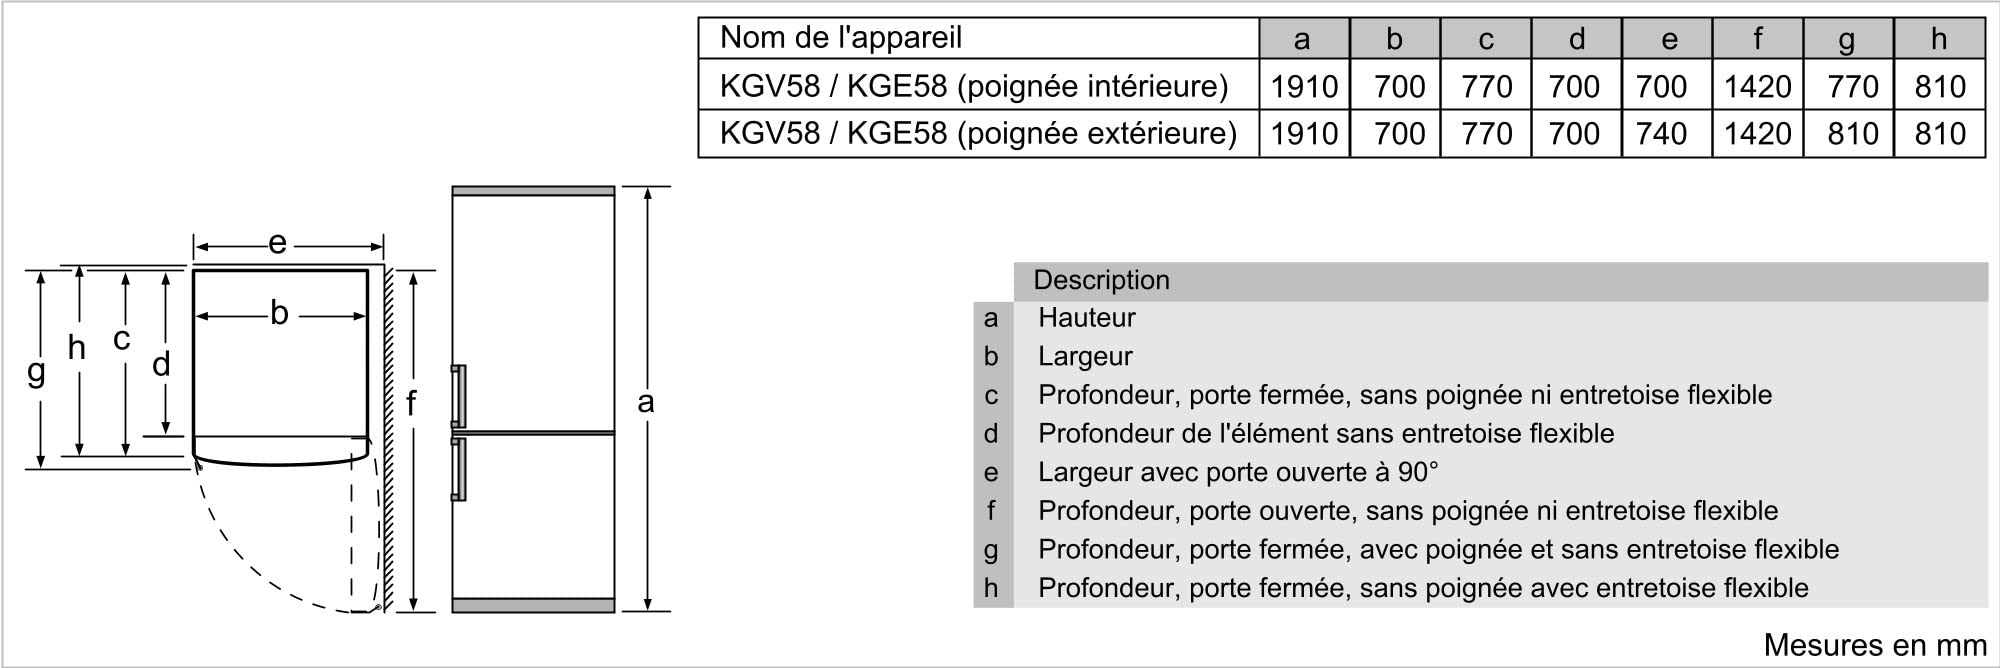 Nom de l'appareil a b c d e f g h
KGV58 / KGE58 (poignée intérieure) 1910 700 770 700 700 1420 770 810
KGV58 / KGE58 (poignée extérieure) 1910 700 770 700 740 1420 810 810
e
b
c
h
d
g
f
a
Description
a Hauteur
b Largeur
c Profondeur, porte fermée, sans poignée ni entretoise flexible
d Profondeur de l'élément sans entretoise flexible
e Largeur avec porte ouverte à 90°
f Profondeur, porte ouverte, sans poignée ni entretoise flexible
g Profondeur, porte fermée, avec poignée et sans entretoise flexible
h Profondeur, porte fermée, sans poignée avec entretoise flexible
Mesures en mm